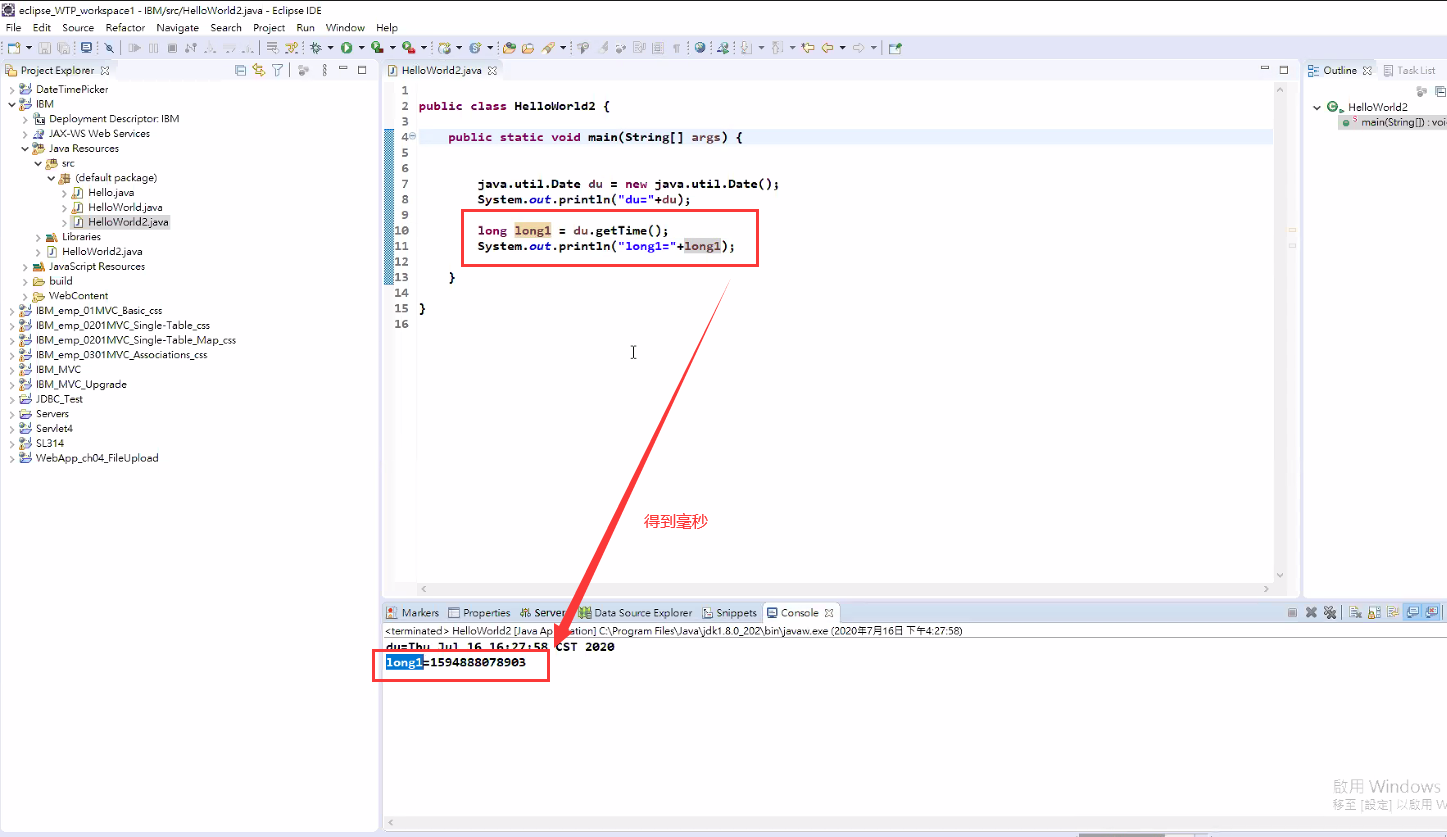 eclipse_WTP_workspace1 - IBM/src/HelloWorld2.java - Eclipse IDE
File Edit Source Refactor Navigate Search Project Run Window Help
Project Explorer
DateTimePicker
IBM
Deployment Descriptor: IBM
JAX-WS Web Services
Java Resources
src
(default package)
Hello.java
HelloWorld.java
HelloWorld2.java
Libraries
HelloWorld2.java
JavaScript Resources
build
WebContent
IBM_emp_01MVC_Basic_css
IBM_emp_0201MVC_Single-Table_css
IBM_emp_0201MVC_Single-Table_Map_css
IBM_emp_0301MVC_Associations_css
IBM_MVC
IBM_MVC_Upgrade
JDBC_Test
Servers
Servlet4
SL314
WebApp_ch04_FileUpload
HelloWorld2.java
1
2 public class HelloWorld2 {
3
4 public static void main(String[] args) {
5
6
7 java.util.Date du = new java.util.Date();
8 System.out.println("du="+du);
9
10 long long1 = du.getTime();
11 System.out.println("long1="+long1);
12
13 }
14
15 }
16
得到毫秒
Outline Task List
HelloWorld2
main(String[]) : voi
Markers Properties Server Data Source Explorer Snippets Console
<terminated> HelloWorld2 [Java App ation] C:\Program Files\Java\jdk1.8.0_202\bin\javaw.exe (2020年7月16日 下午4:27:58)
du=Thu Jul 16 16:27:58 CST 2020
long1=1594888078903
啟用 Windows
移至 [設定] 以啟用 W